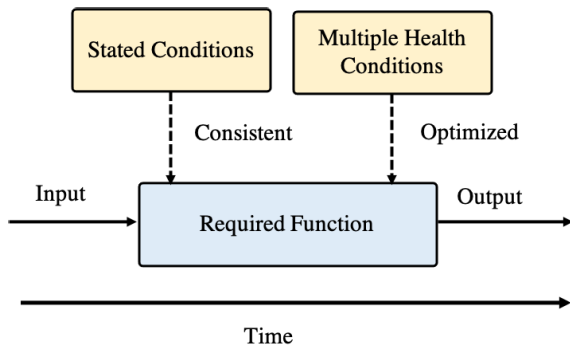 Stated Conditions
Multiple Health
Conditions
Consistent
Optimized
Input
Required Function
Output
Time